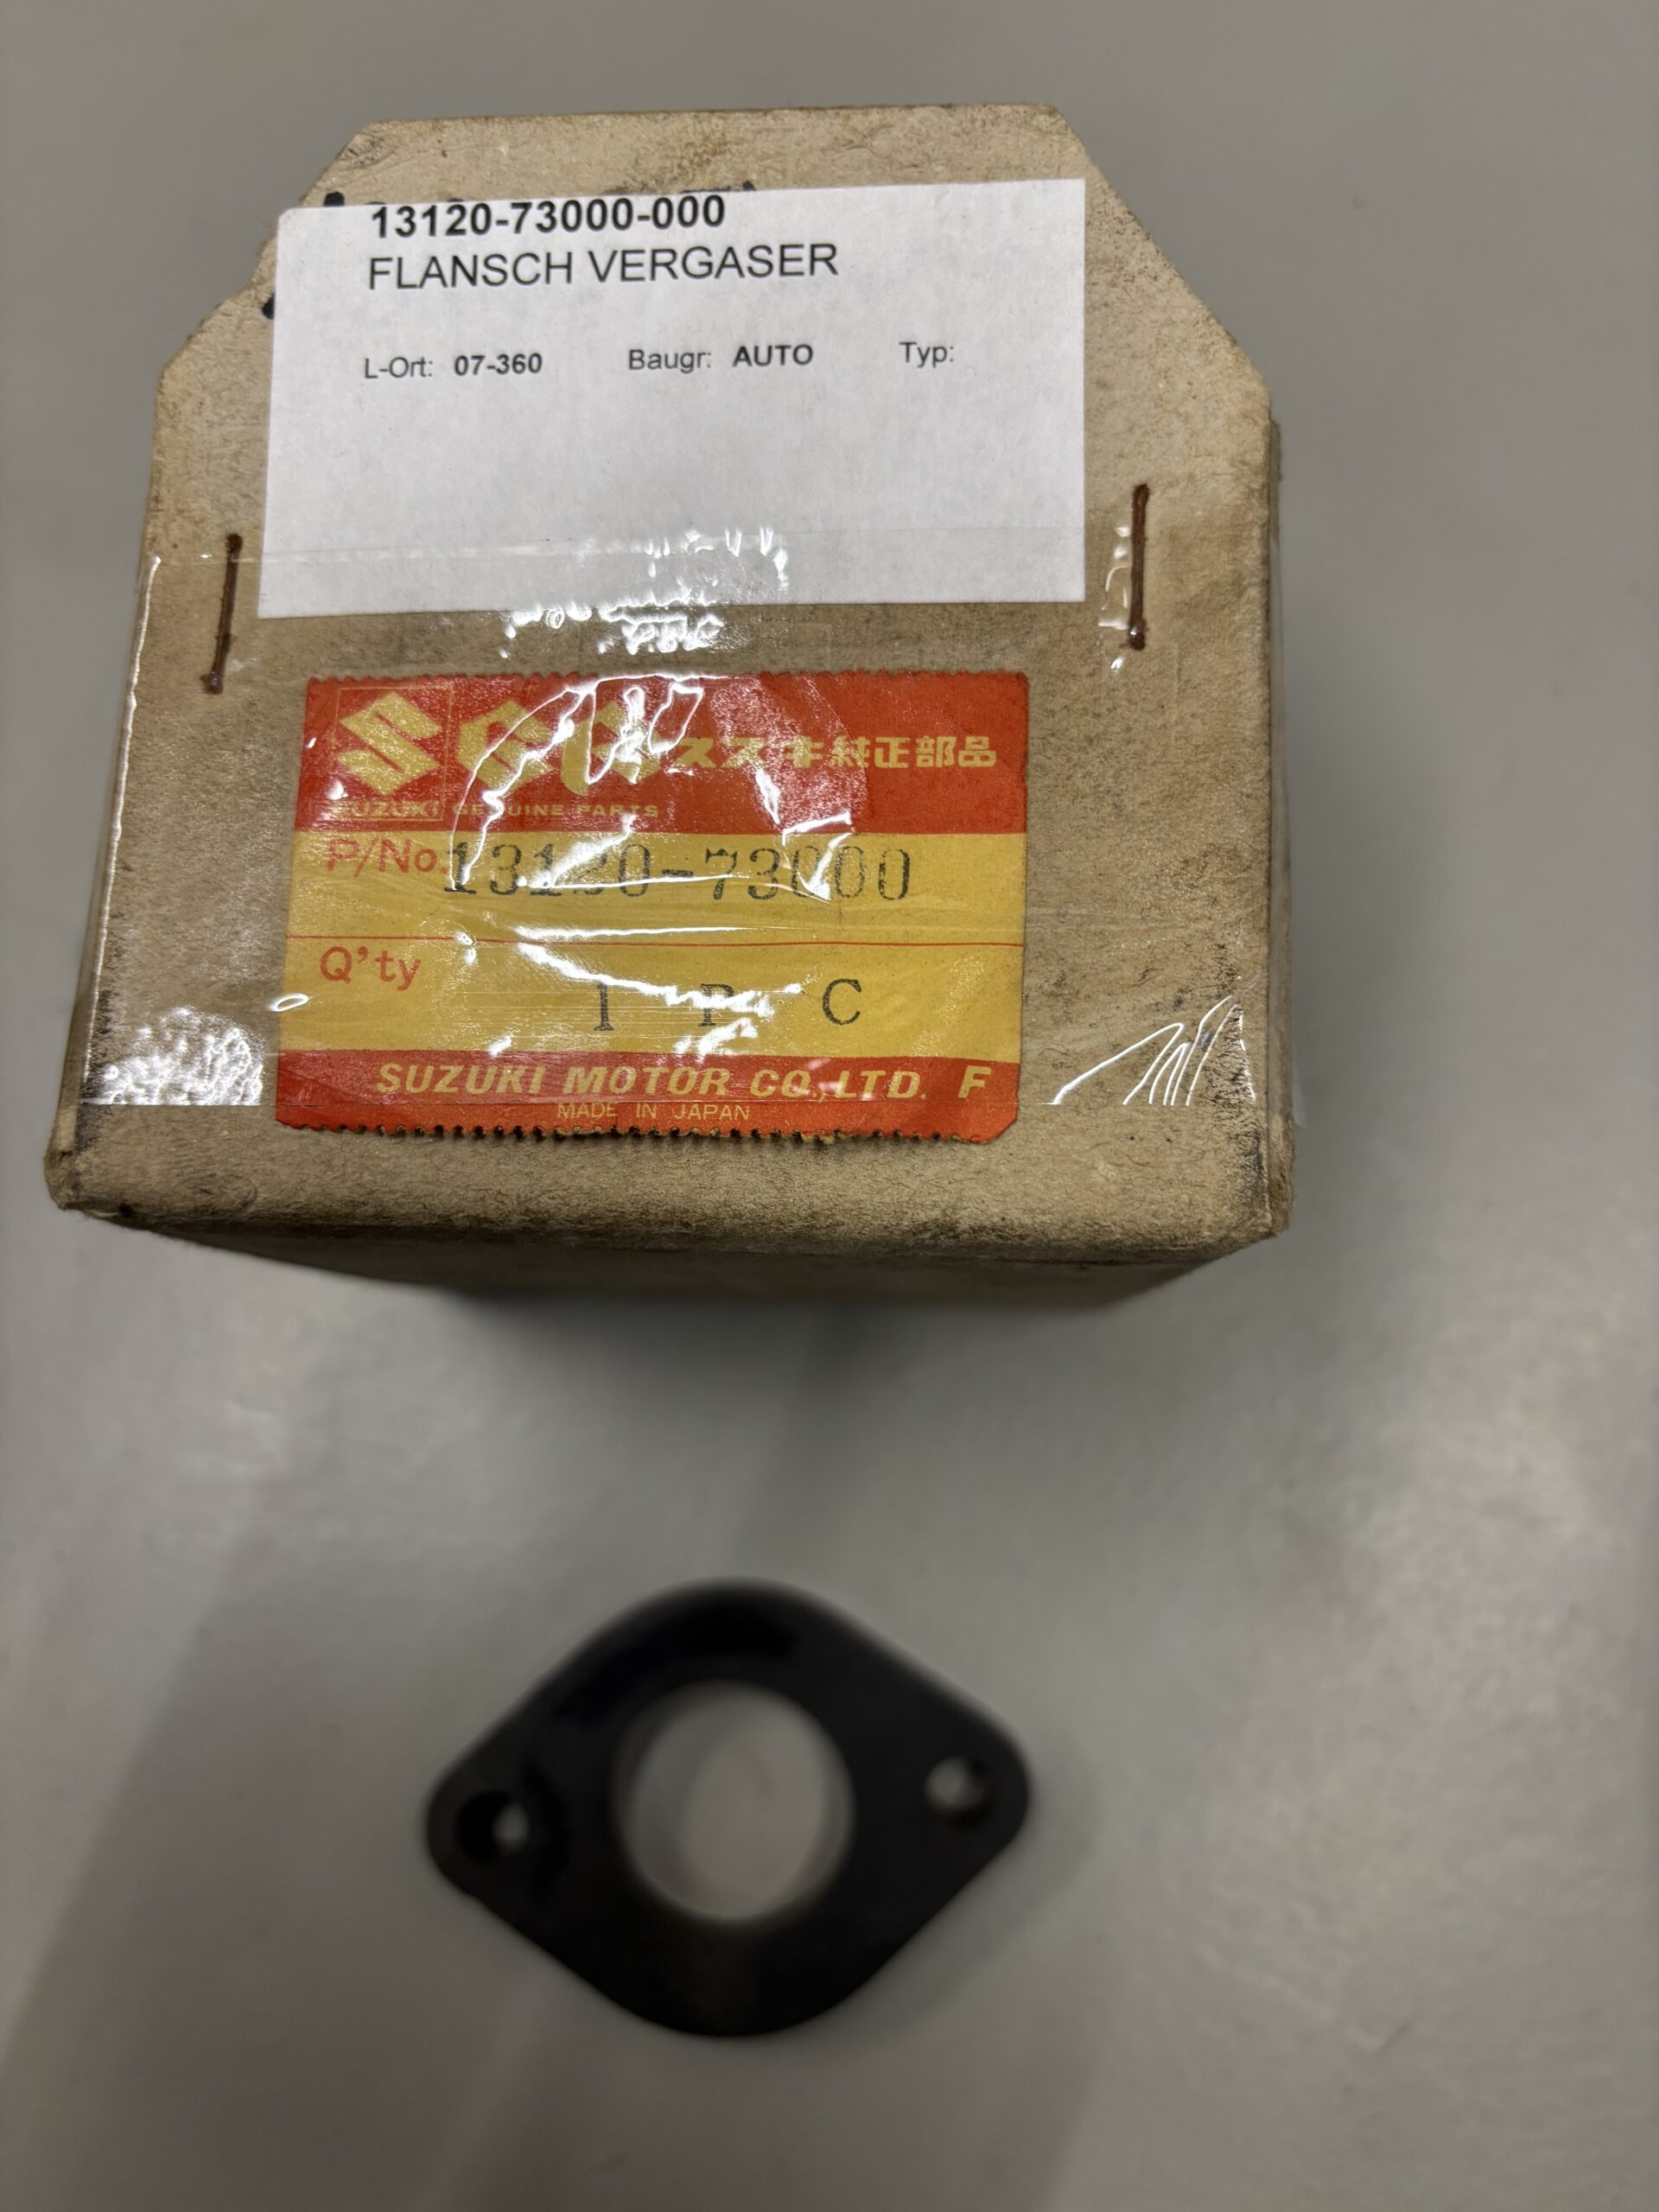 13120-73000-000
FLANSCH VERGASER
L-Ort: 07-360 Baugr: AUTO Typ:
SGP スズキ純正部品
SUZUKI GENUINE PARTS
P/No. 13120-73000
Q'ty 1 P C
SUZUKI MOTOR CO.,LTD. F
MADE IN JAPAN